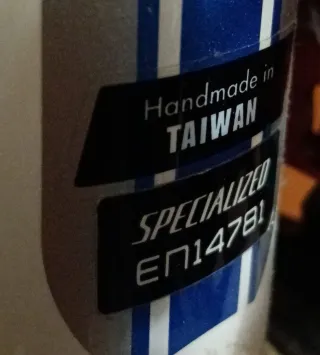 Handmade in
TAIWAN
SPECIALIZED
EN14781